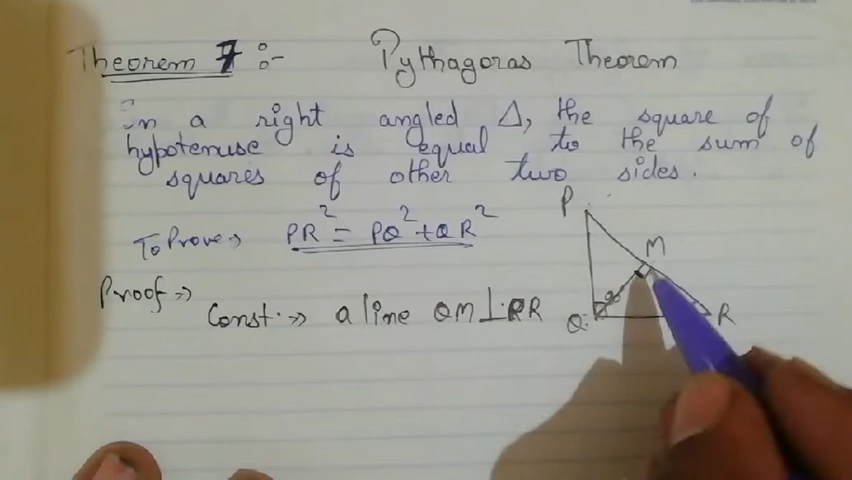 Theorem 7 :-  Pythagoras Theorem
In a right angled Δ, the square of
hypotenuse is equal to the sum of
squares of other two sides.
To Prove→ PR² = PQ² + QR²
Proof →
Const. :→ a line QM ⊥ PR
P
M
90
Q
R